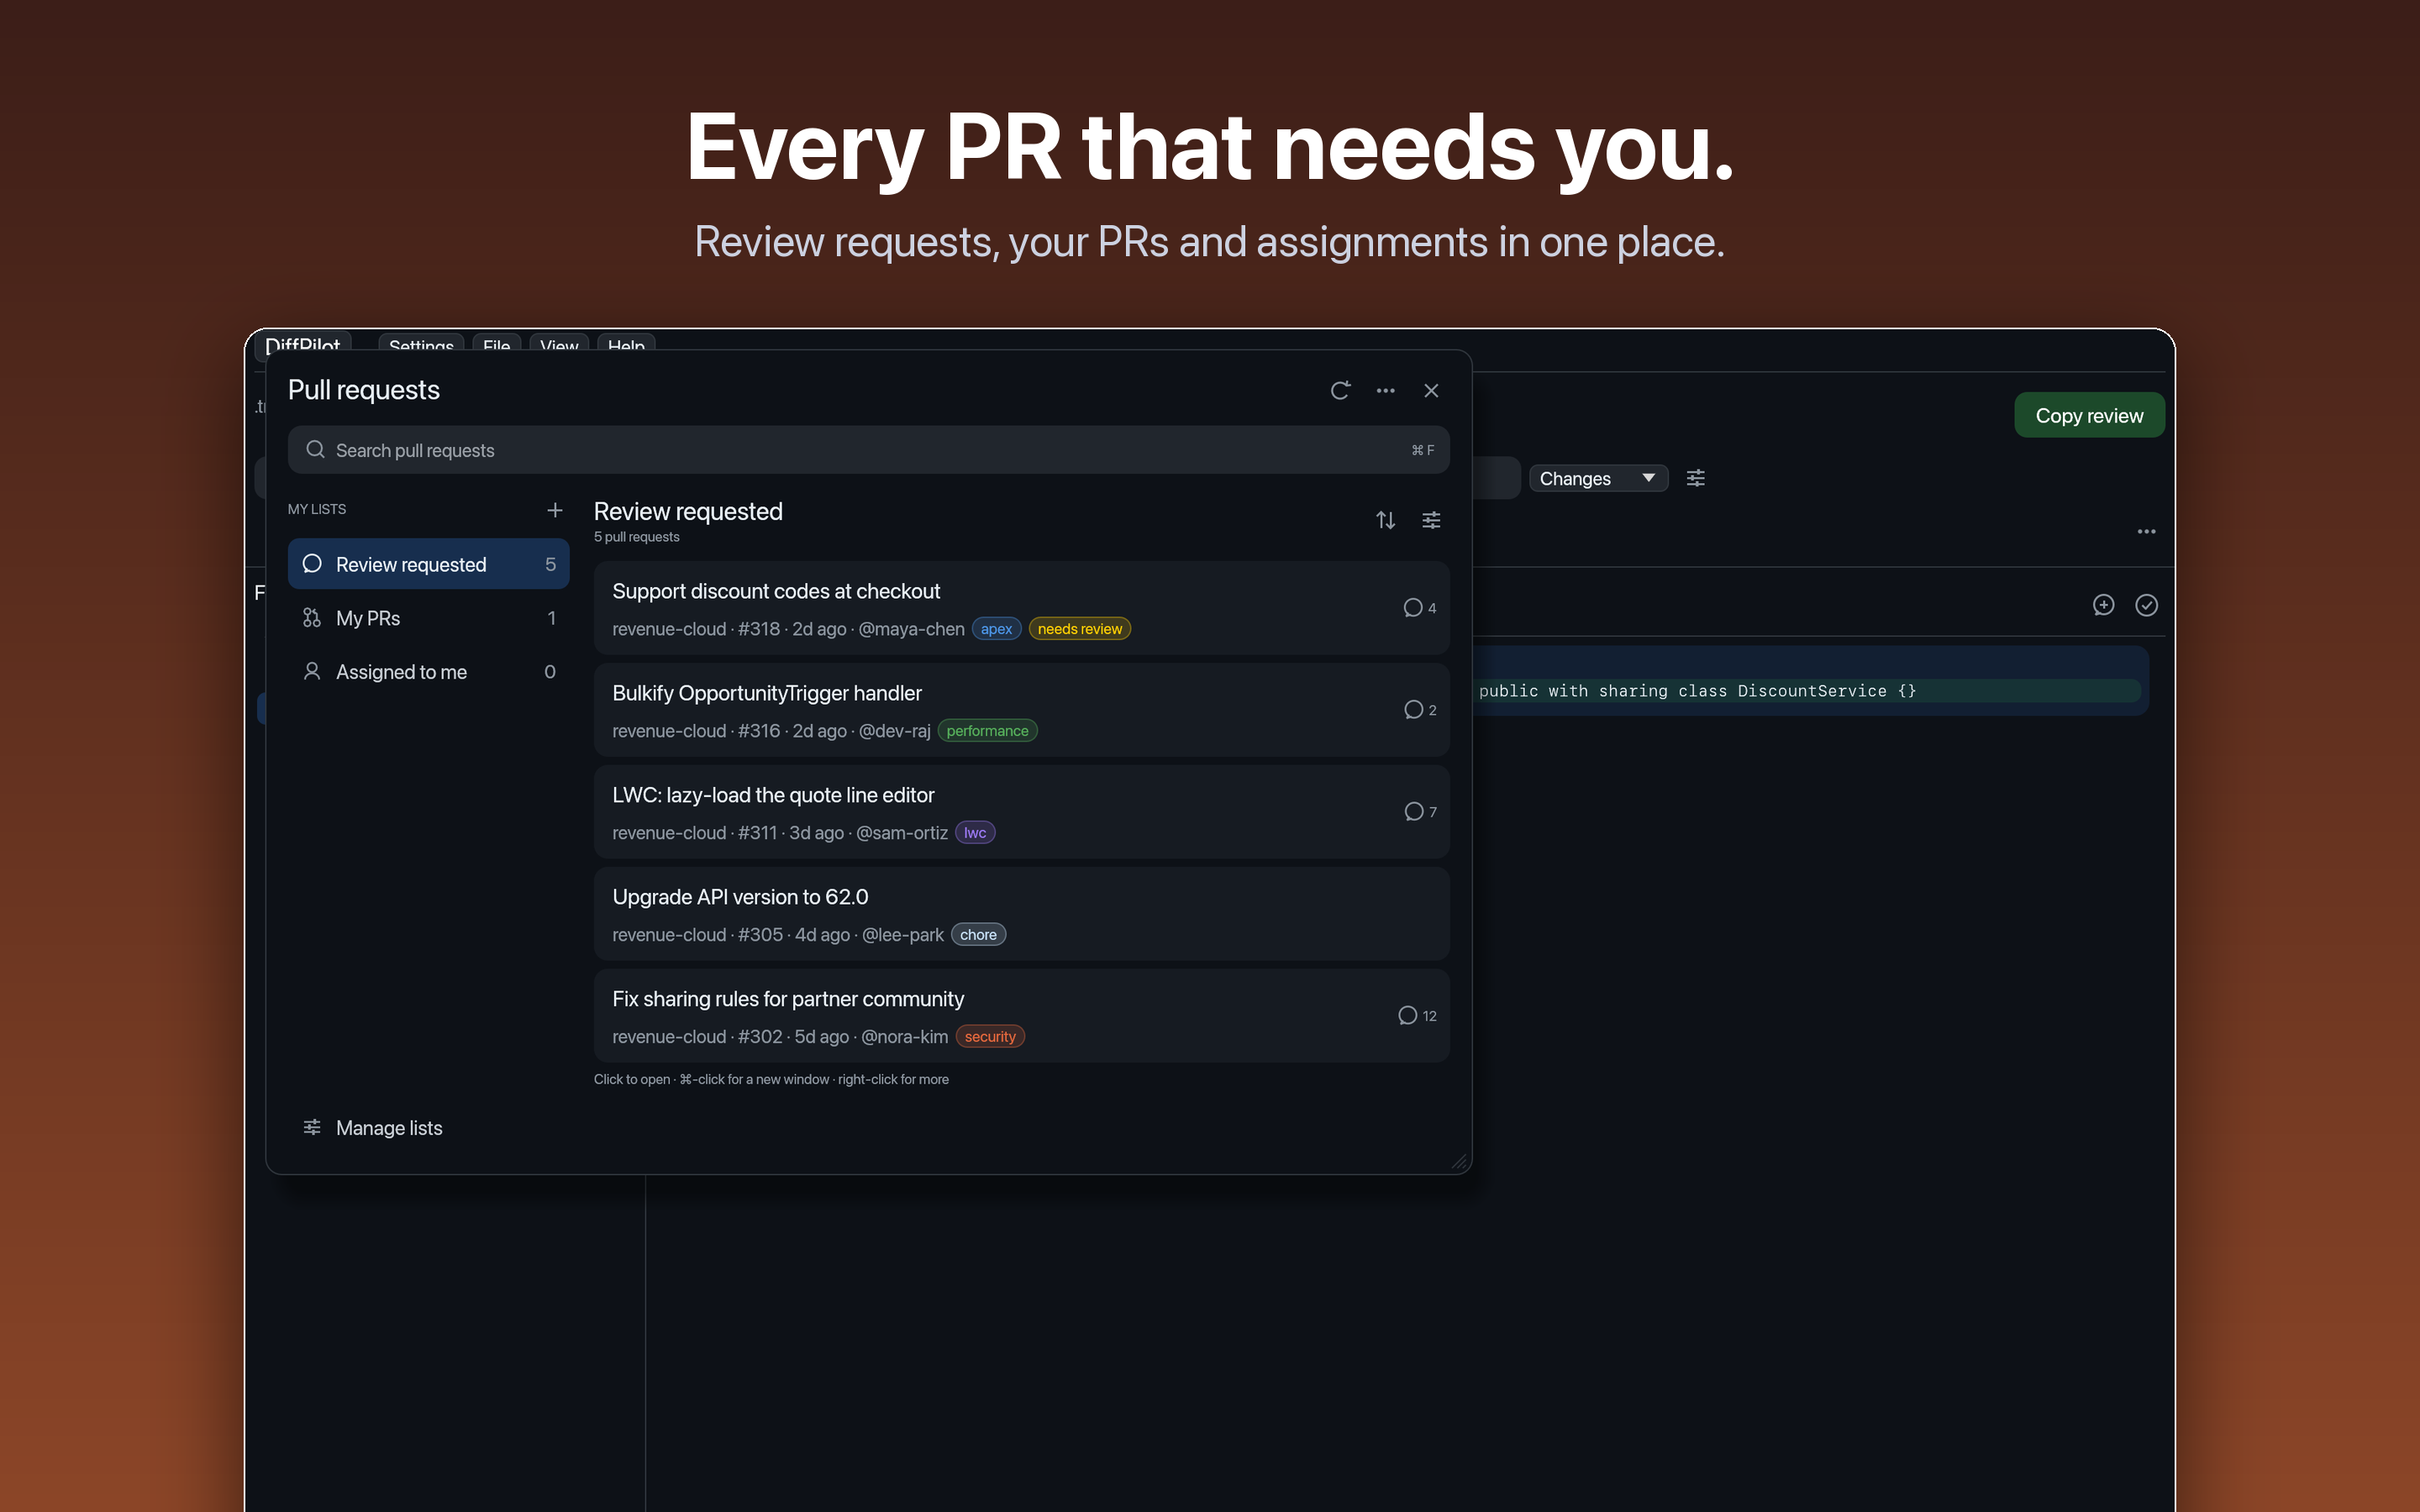 Every PR that needs you.
Review requests, your PRs and assignments in one place.
DiffPilot Settings File View Help
Pull requests
Copy review
Search pull requests ⌘ F
Changes
MY LISTS
Review requested
5 pull requests
Review requested 5
My PRs 1
Assigned to me 0
Support discount codes at checkout
revenue-cloud · #318 · 2d ago · @maya-chen apex needs review
4
Bulkify OpportunityTrigger handler
revenue-cloud · #316 · 2d ago · @dev-raj performance
2
public with sharing class DiscountService {}
LWC: lazy-load the quote line editor
revenue-cloud · #311 · 3d ago · @sam-ortiz lwc
7
Upgrade API version to 62.0
revenue-cloud · #305 · 4d ago · @lee-park chore
Fix sharing rules for partner community
revenue-cloud · #302 · 5d ago · @nora-kim security
12
Click to open · ⌘-click for a new window · right-click for more
Manage lists